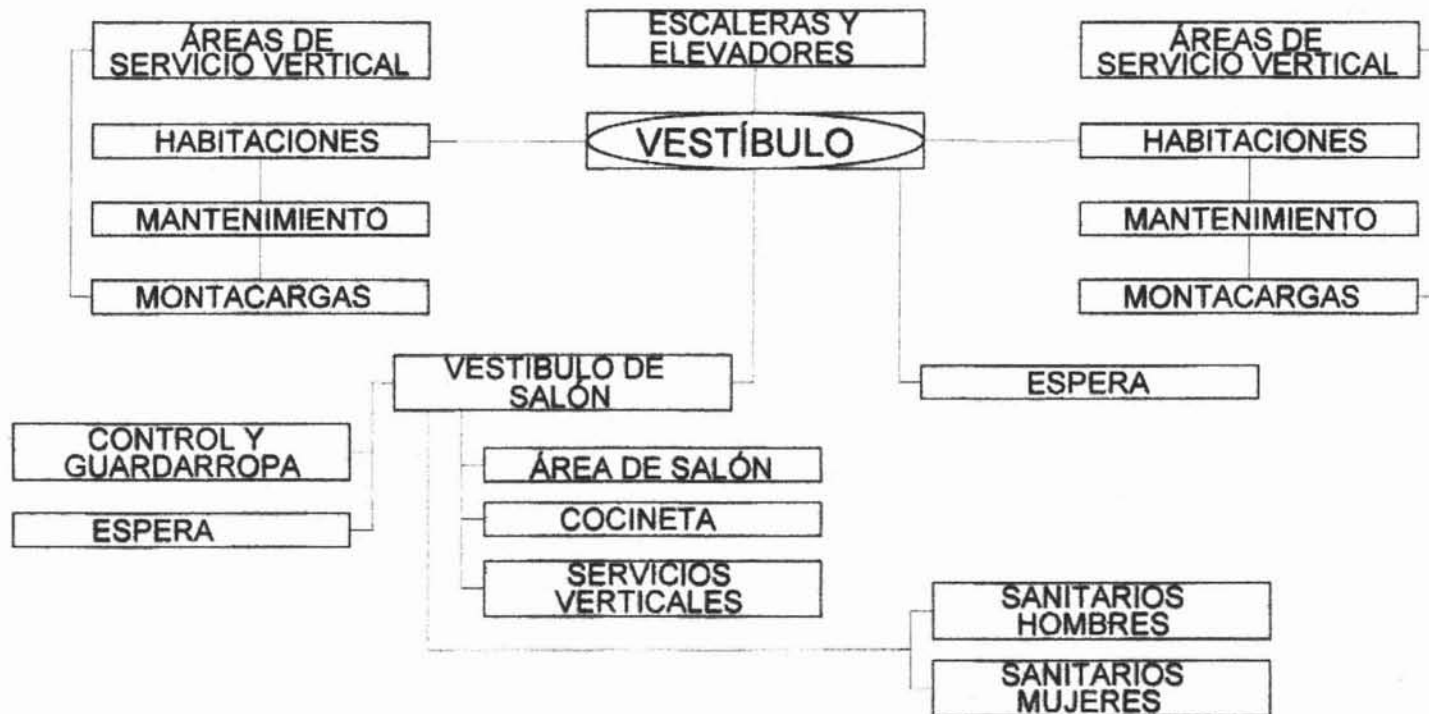 ÁREAS DE
SERVICIO VERTICAL
ESCALERAS Y
ELEVADORES
ÁREAS DE
SERVICIO VERTICAL
HABITACIONES
VESTÍBULO
HABITACIONES
MANTENIMIENTO
MANTENIMIENTO
MONTACARGAS
MONTACARGAS
VESTIBULO DE
SALÓN
ESPERA
CONTROL Y
GUARDARROPA
ÁREA DE SALÓN
ESPERA
COCINETA
SERVICIOS
VERTICALES
SANITARIOS
HOMBRES
SANITARIOS
MUJERES